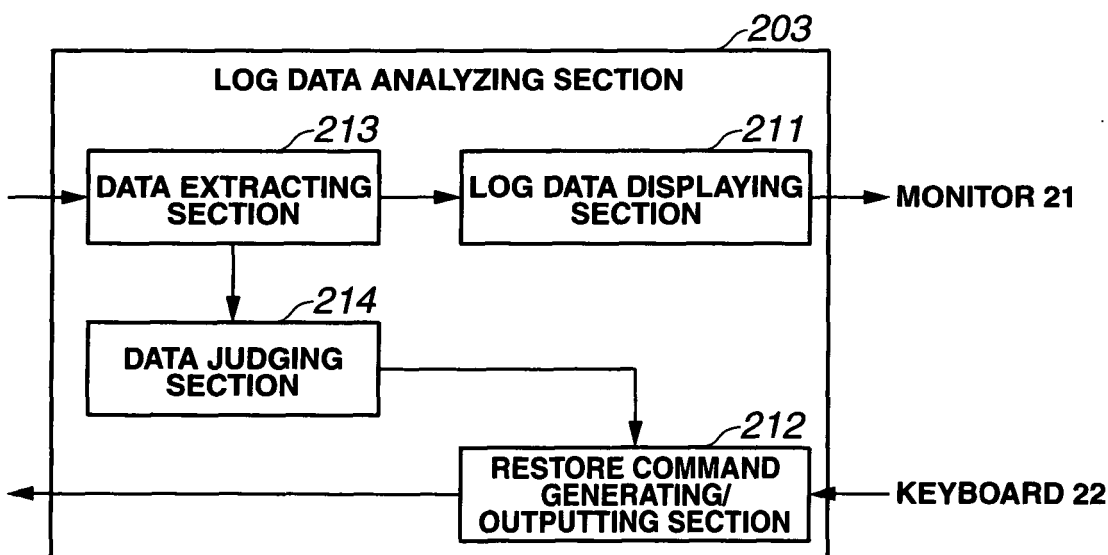 203
LOG DATA ANALYZING SECTION
213
211
DATA EXTRACTING
SECTION
LOG DATA DISPLAYING
SECTION
MONITOR 21
214
DATA JUDGING
SECTION
212
RESTORE COMMAND
GENERATING/
OUTPUTTING SECTION
KEYBOARD 22